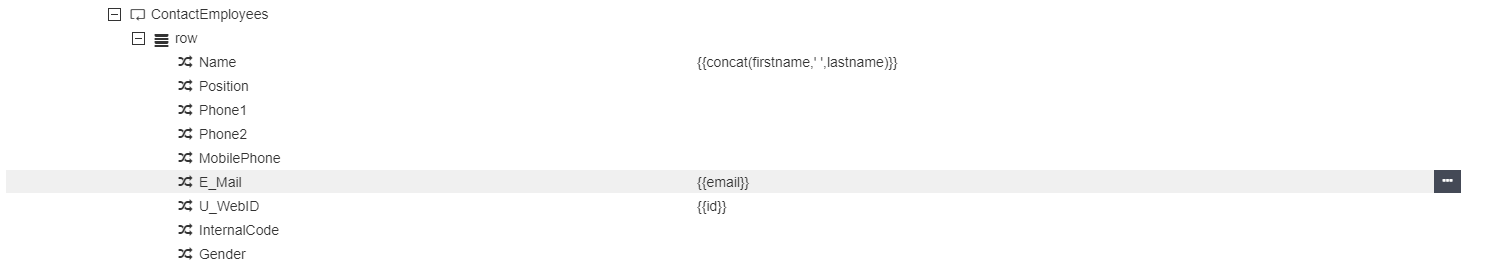 ContactEmployees
row
Name {{concat(firstname,' ',lastname)}}
Position
Phone1
Phone2
MobilePhone
E_Mail {{email}}
U_WebID {{id}}
InternalCode
Gender